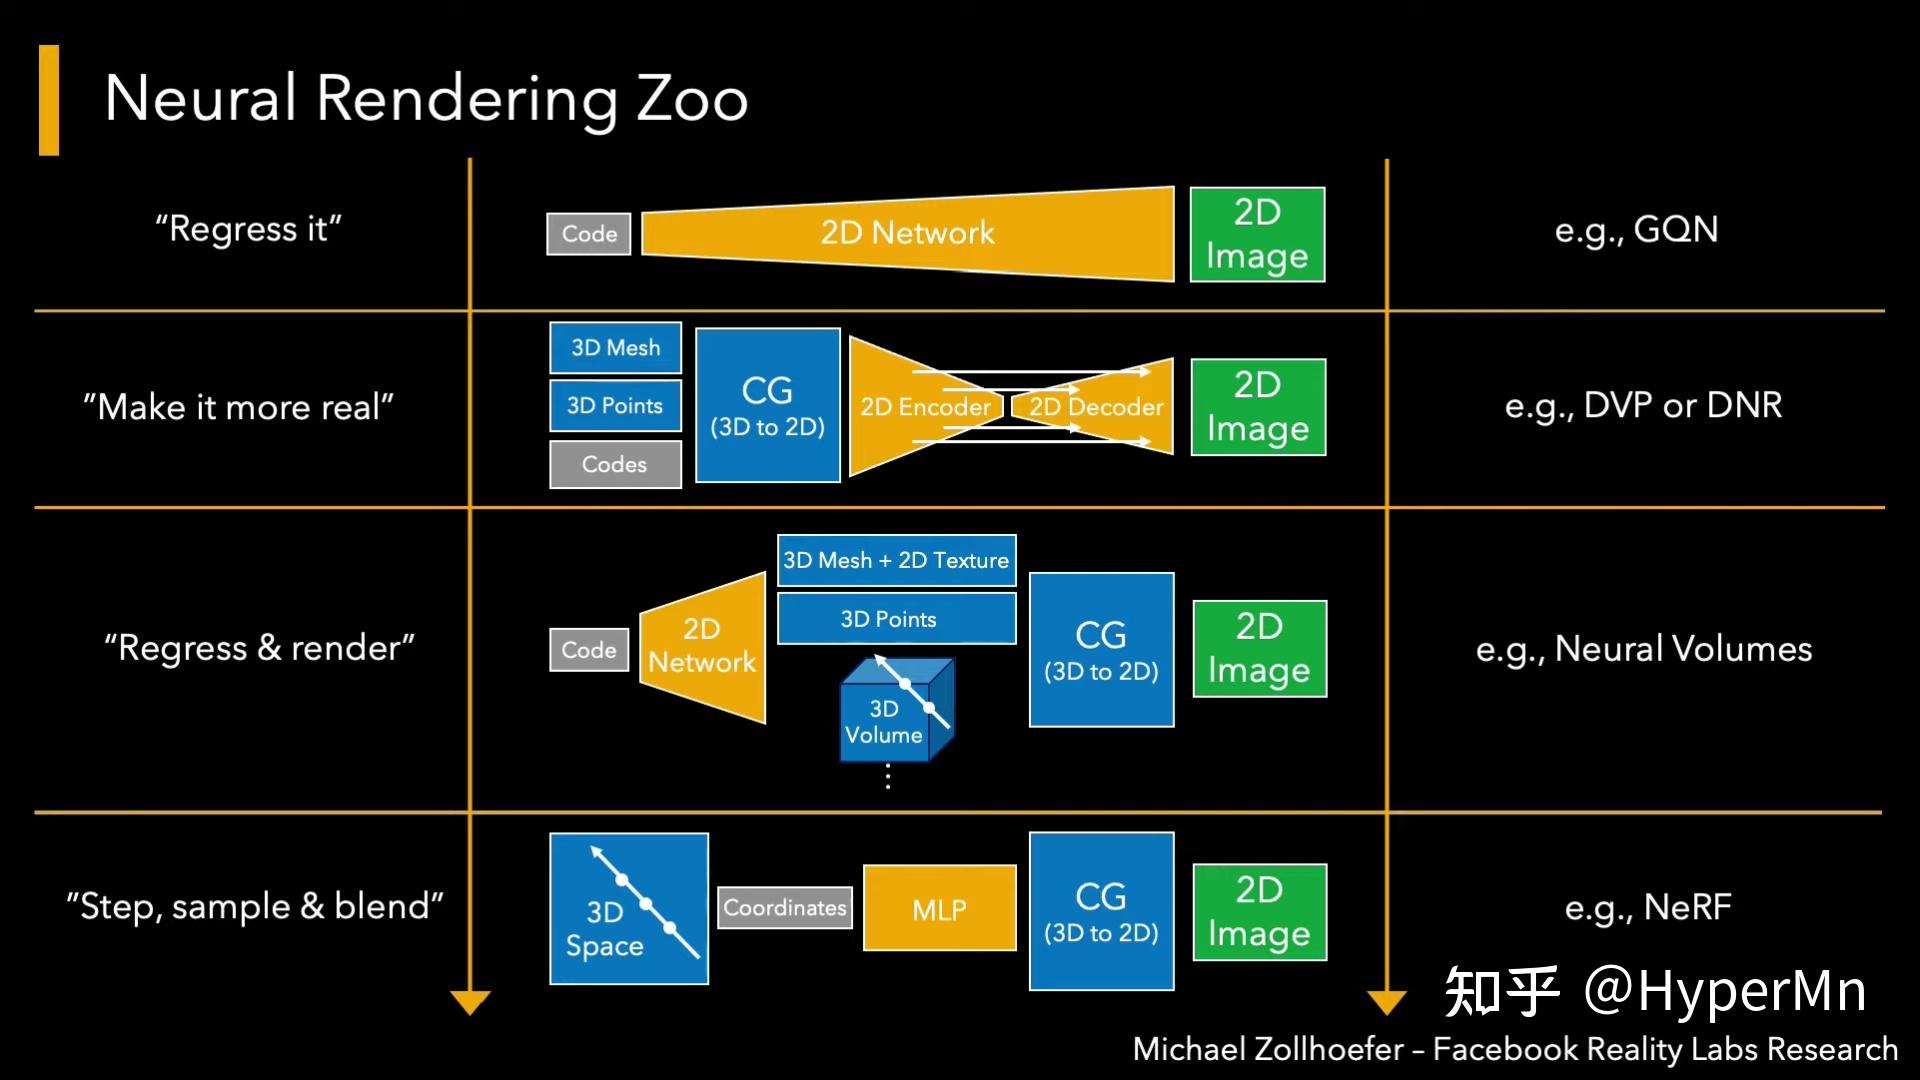 Neural Rendering Zoo
“Regress it”
Code
2D Network
2D
Image
e.g., GQN
”Make it more real”
3D Mesh
3D Points
Codes
CG
(3D to 2D)
2D Encoder
2D Decoder
2D
Image
e.g., DVP or DNR
“Regress & render”
Code
2D
Network
3D Mesh + 2D Texture
3D Points
3D
Volume
CG
(3D to 2D)
2D
Image
e.g., Neural Volumes
”Step, sample & blend”
3D
Space
Coordinates
MLP
CG
(3D to 2D)
2D
Image
e.g., NeRF
知乎 @HyperMn
Michael Zollhoefer – Facebook Reality Labs Research